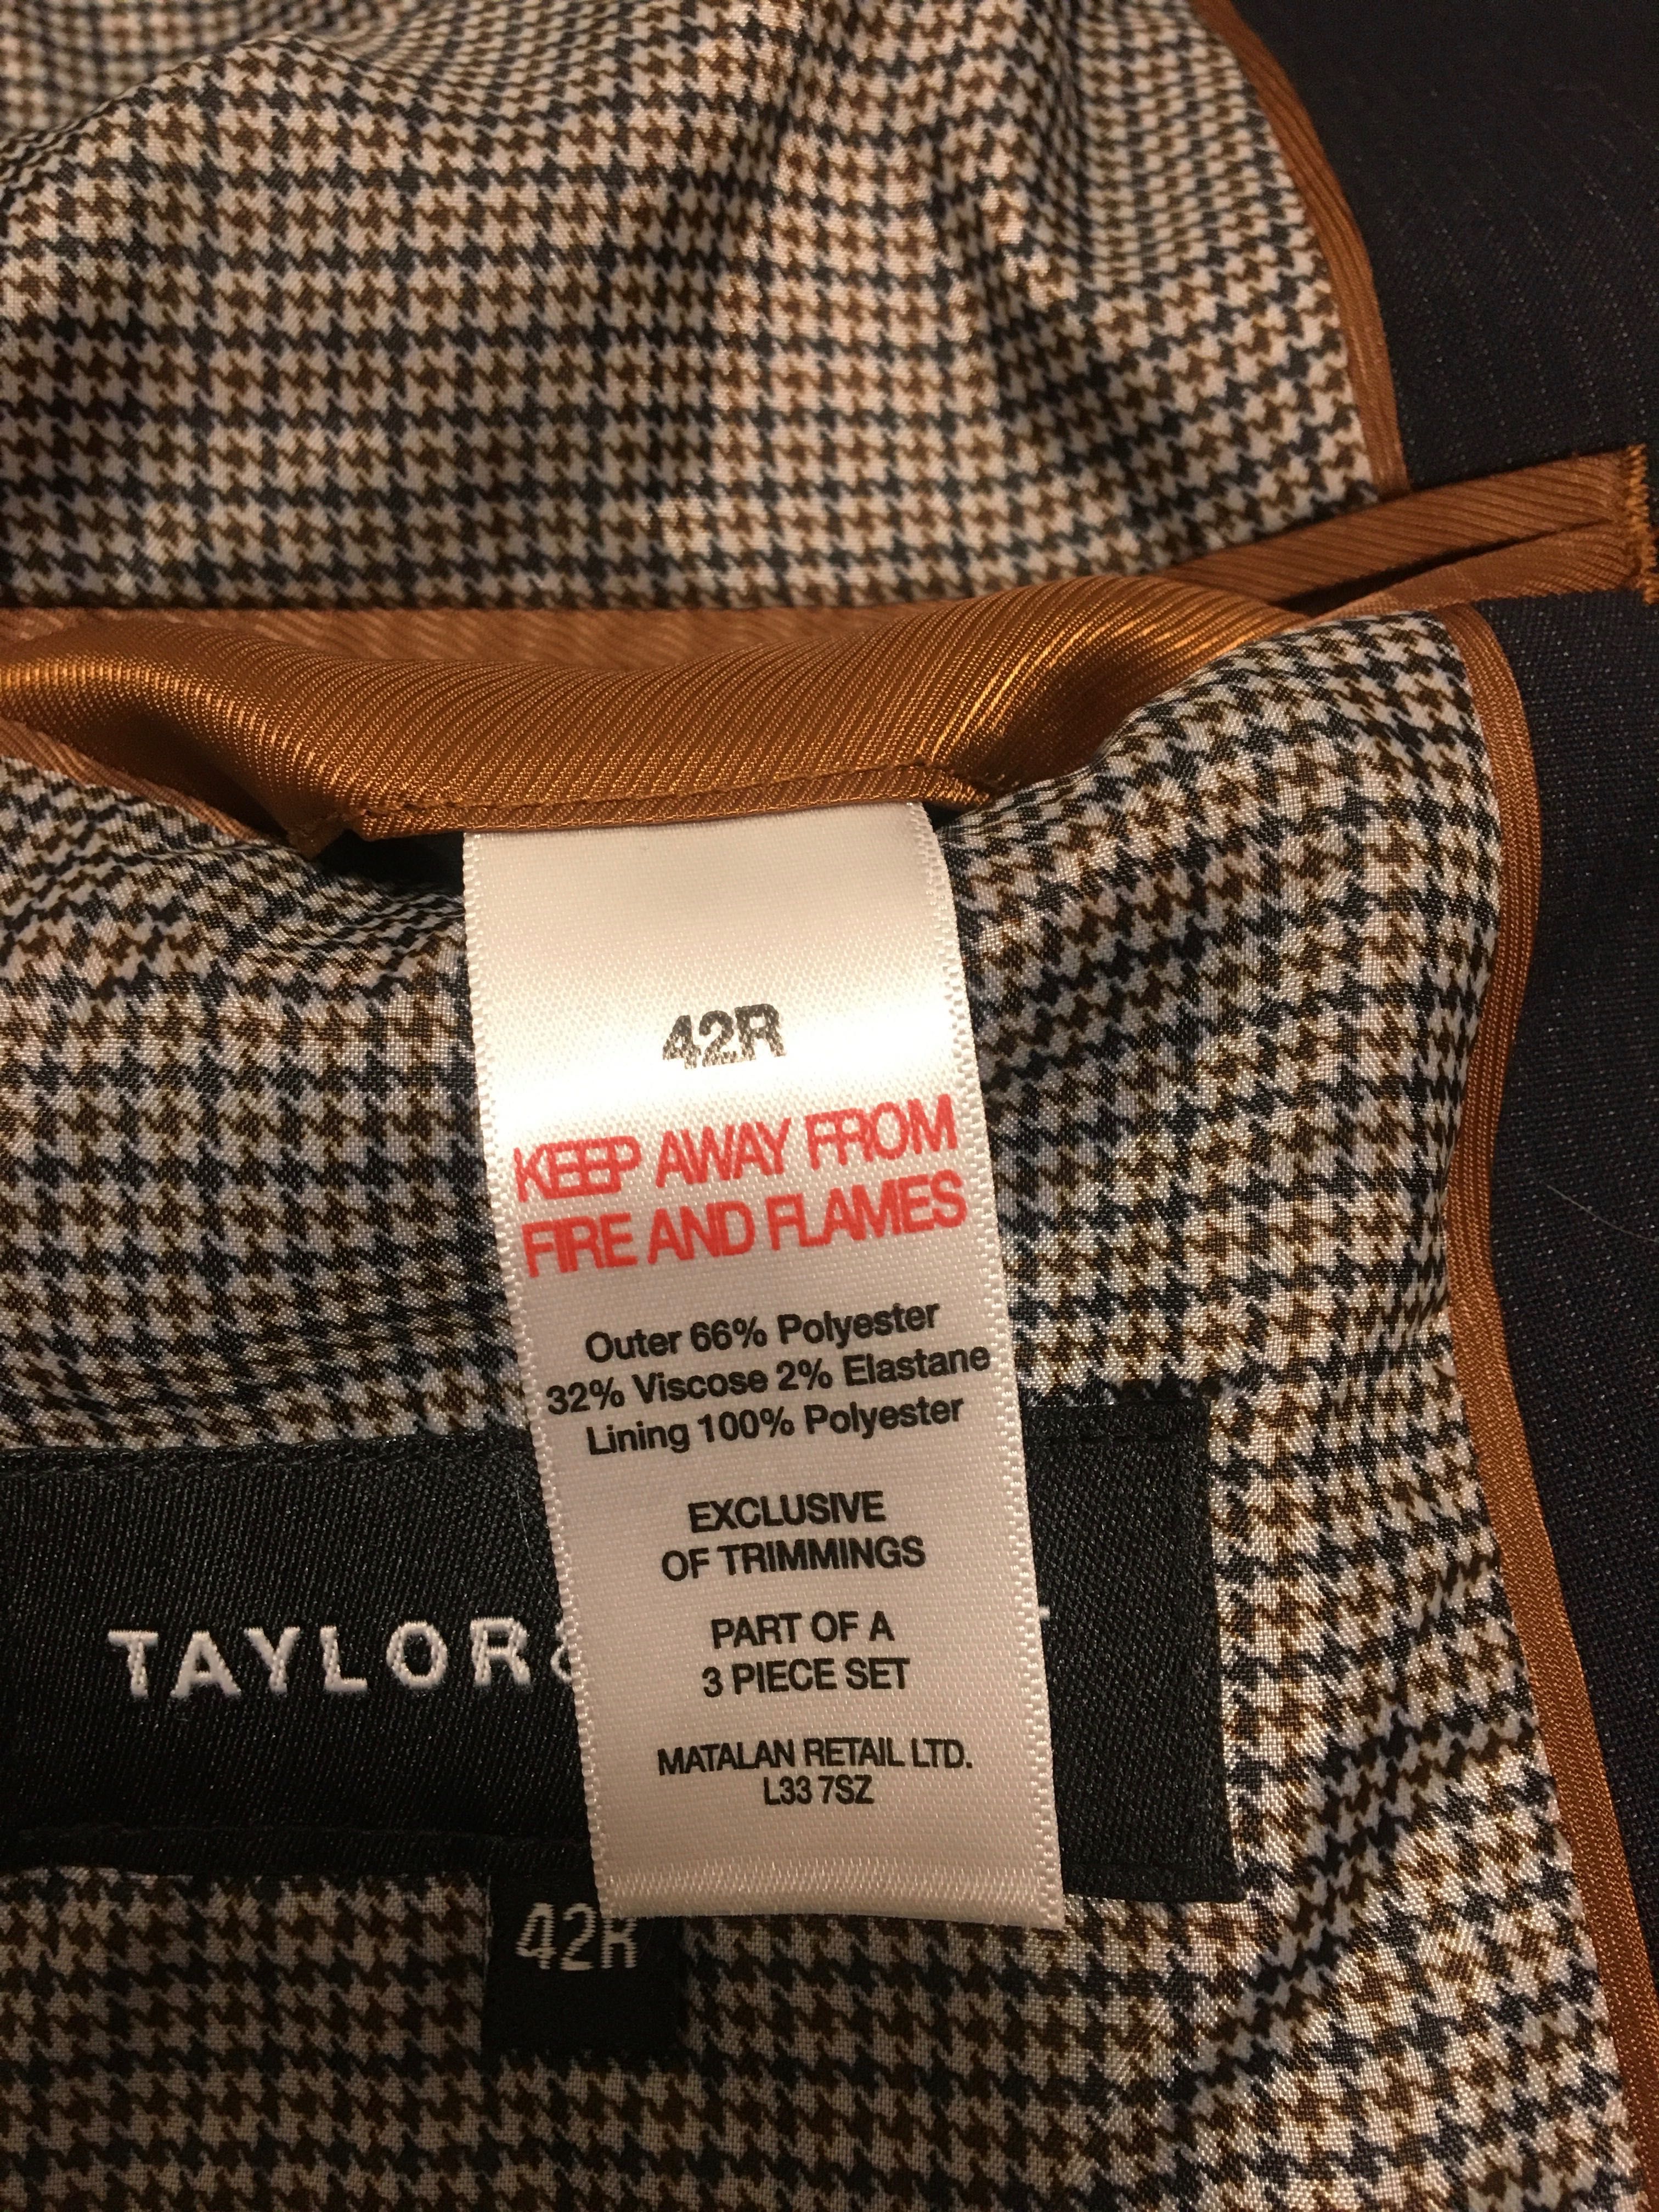 42R
KEEP AWAY FROM
FIRE AND FLAMES
Outer 66% Polyester
32% Viscose 2% Elastane
Lining 100% Polyester
EXCLUSIVE
OF TRIMMINGS
PART OF A
3 PIECE SET
MATALAN RETAIL LTD.
L33 7SZ
TAYLOR
42R